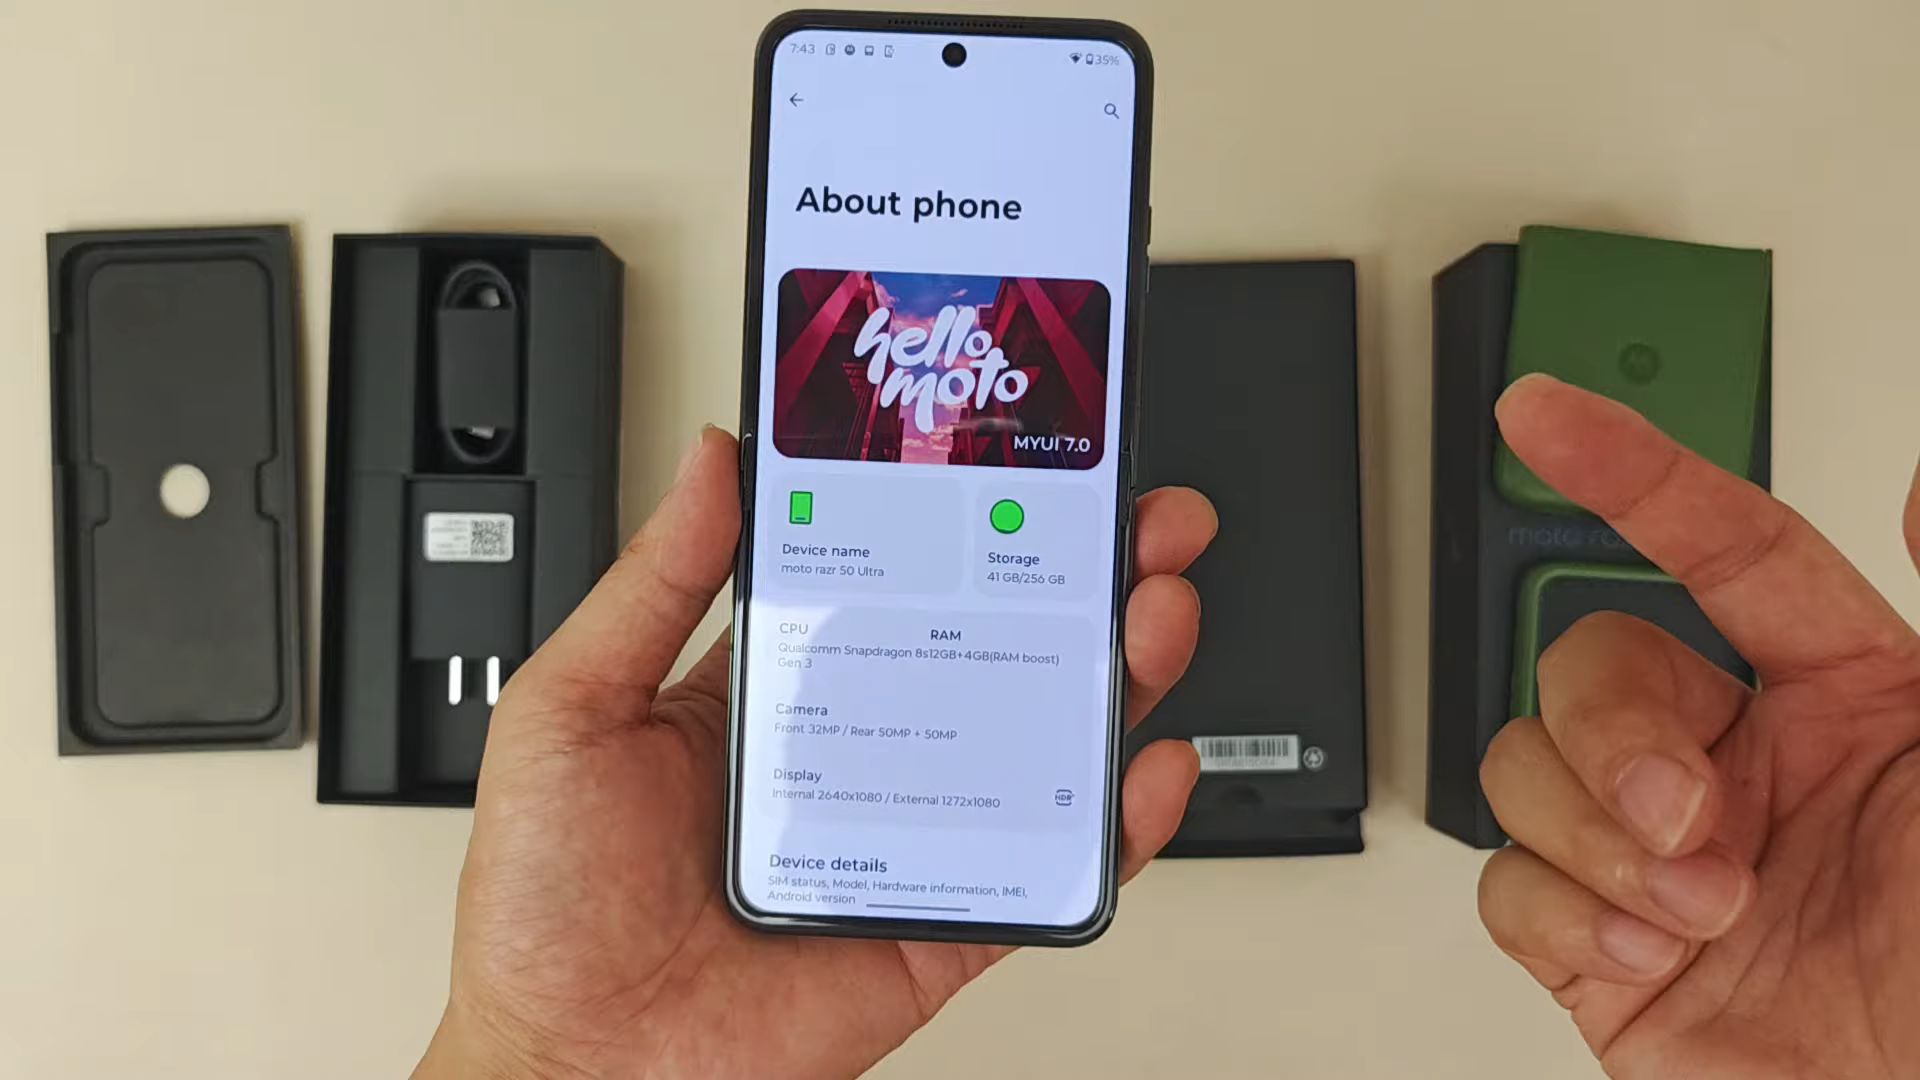 7:43
35%
About phone
hello
moto
MYUI 7.0
Device name
moto razr 50 Ultra
Storage
41 GB/256 GB
CPU
RAM
Qualcomm Snapdragon 8s
Gen 3
12GB+4GB(RAM boost)
Camera
Front 32MP / Rear 50MP + 50MP
Display
Internal 2640x1080 / External 1272x1080
HDR
Device details
SIM status, Model, Hardware information, IMEI,
Android version
moto